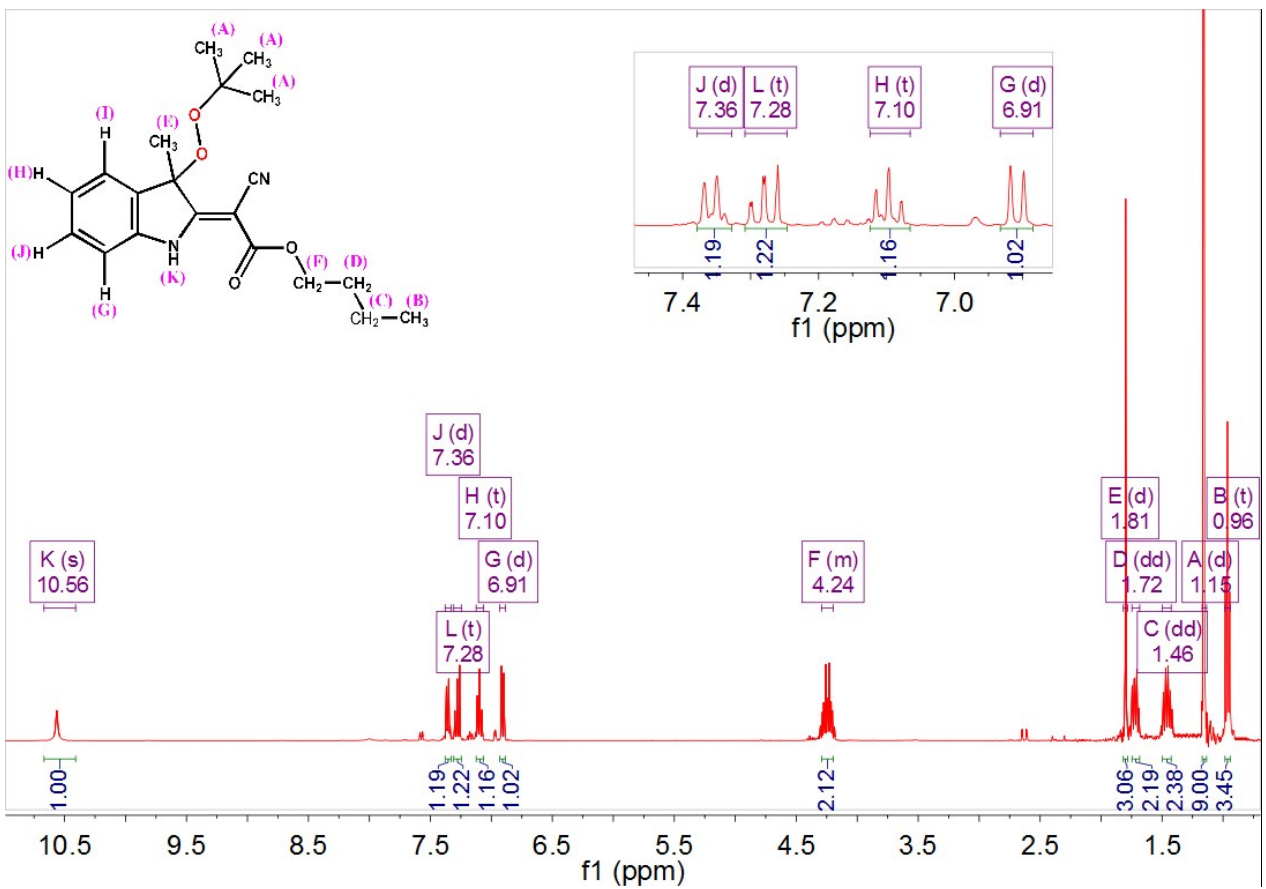 (A)
(A)
CH3
CH3
(A)
CH3
(I)
H
(E)
CH3
O
O
(H)
H
CN
(J)
H
N
H
(K)
O
O
(F)
CH2
(D)
CH2
H
(G)
(C)
CH2
(B)
CH3
J (d)
7.36
L (t)
7.28
H (t)
7.10
G (d)
6.91
1.19
1.22
1.16
1.02
7.4
7.2
7.0
f1 (ppm)
J (d)
7.36
H (t)
7.10
E (d)
1.81
B (t)
0.96
K (s)
10.56
G (d)
6.91
F (m)
4.24
D (dd)
1.72
A (d)
1.15
L (t)
7.28
C (dd)
1.46
1.00
1.19
1.22
1.16
1.02
2.12
3.06
2.19
2.38
9.00
3.45
10.5
9.5
8.5
7.5
6.5
5.5
4.5
3.5
2.5
1.5
f1 (ppm)